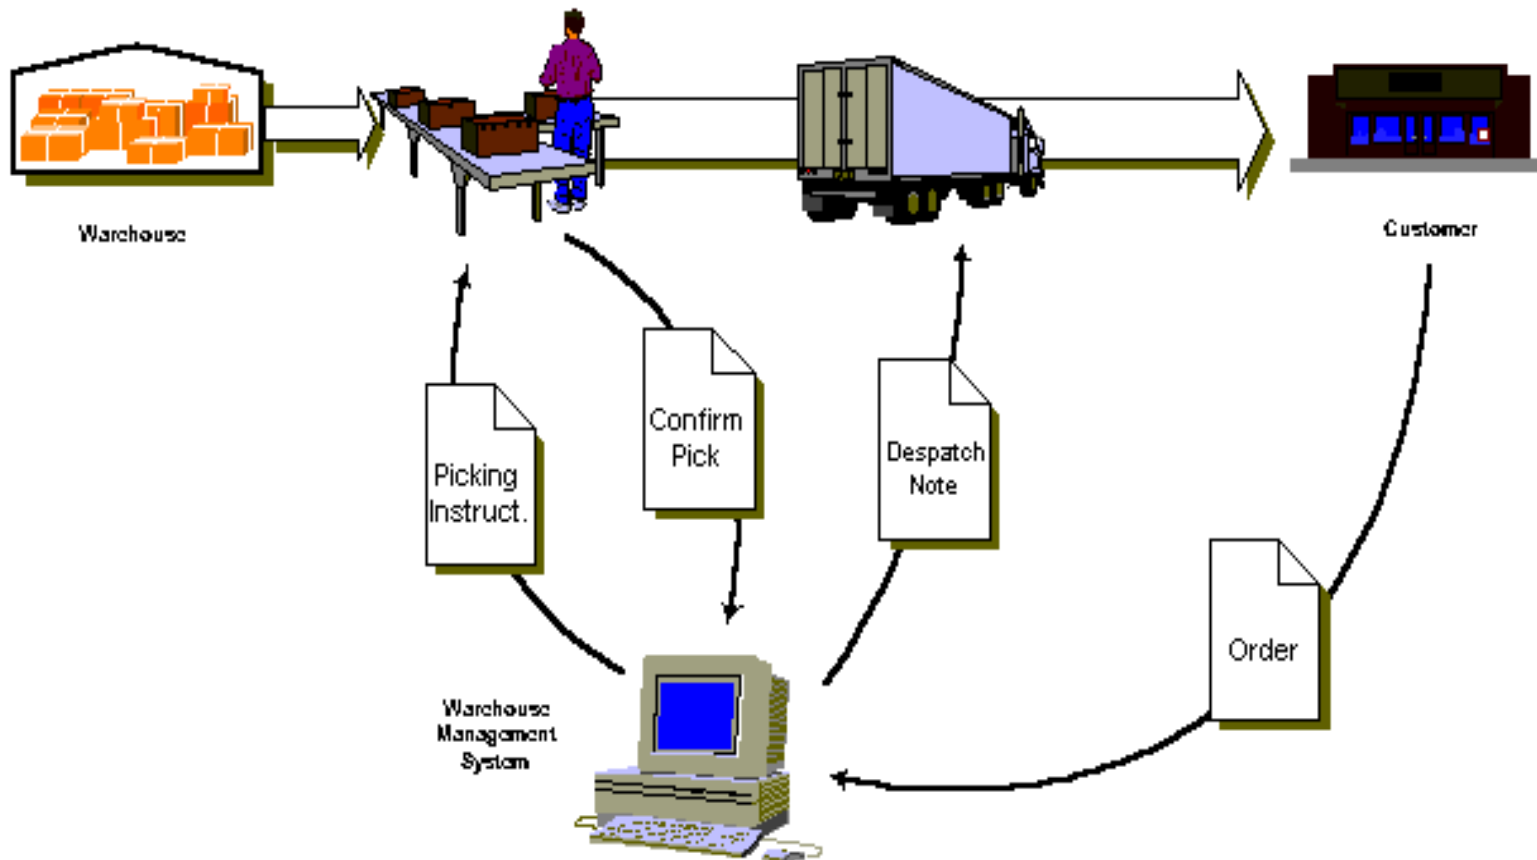 Warehouse
Customer
Confirm
Pick
Despatch
Note
Picking
Instruct.
Order
Warehouse
Management
System